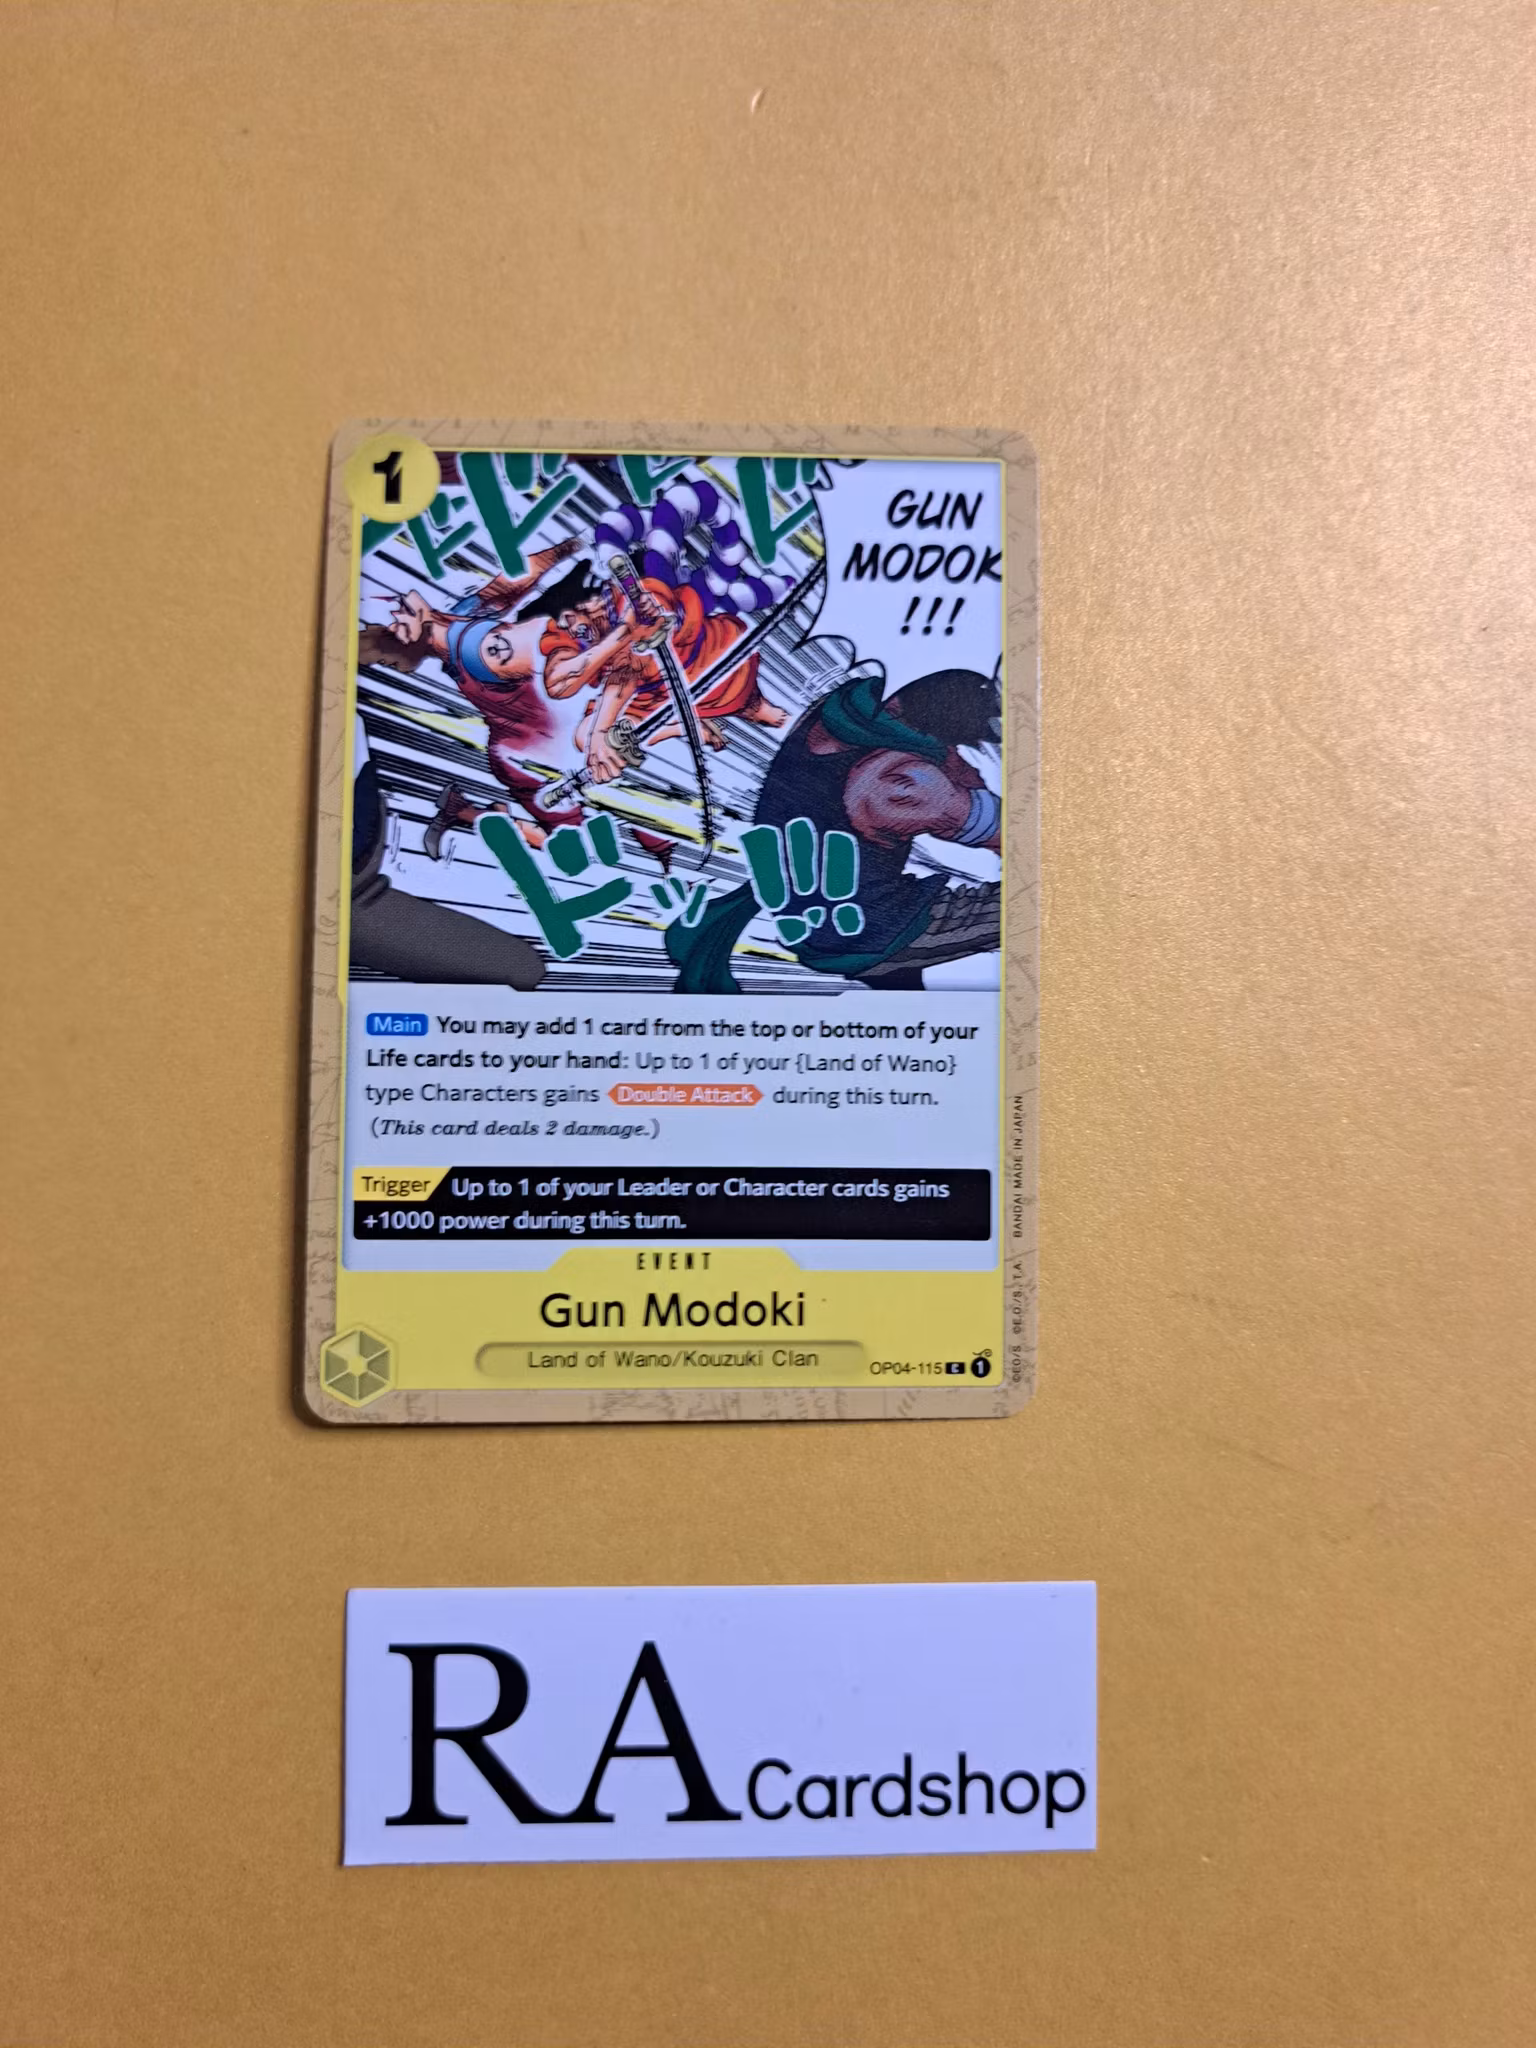 1
GUN
MODOK
!!!
ドド
ド
ドッ!!!
Main You may add 1 card from the top or bottom of your
Life cards to your hand: Up to 1 of your {Land of Wano}
type Characters gains Double Attack during this turn.
(This card deals 2 damage.)
Trigger Up to 1 of your Leader or Character cards gains
+1000 power during this turn.
EVENT
Gun Modoki
Land of Wano/Kouzuki Clan
OP04-115 C 1
©E.O/S. ©E.O./S., T.A. BANDAI MADE IN JAPAN
RA Cardshop